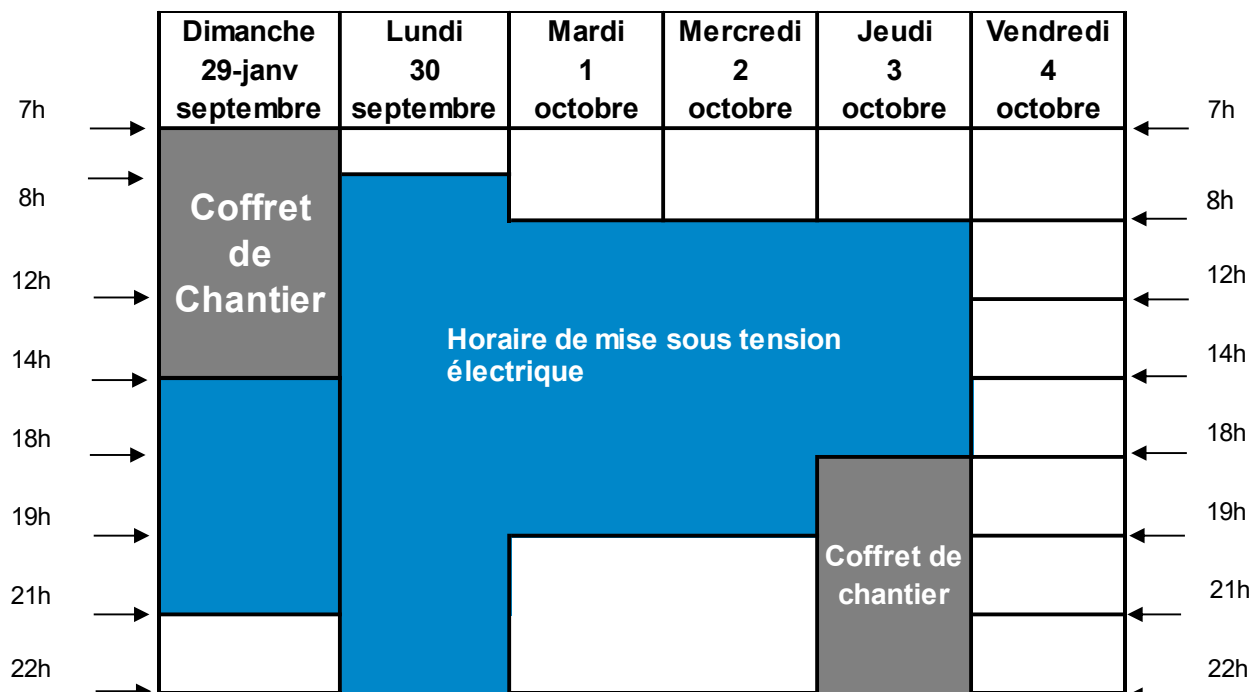 Dimanche
29-janv
septembre
Lundi
30
septembre
Mardi
1
octobre
Mercredi
2
octobre
Jeudi
3
octobre
Vendredi
4
octobre
7h
7h
8h
8h
Coffret
de
Chantier
12h
12h
Horaire de mise sous tension
électrique
14h
14h
18h
18h
19h
19h
Coffret de
chantier
21h
21h
22h
22h